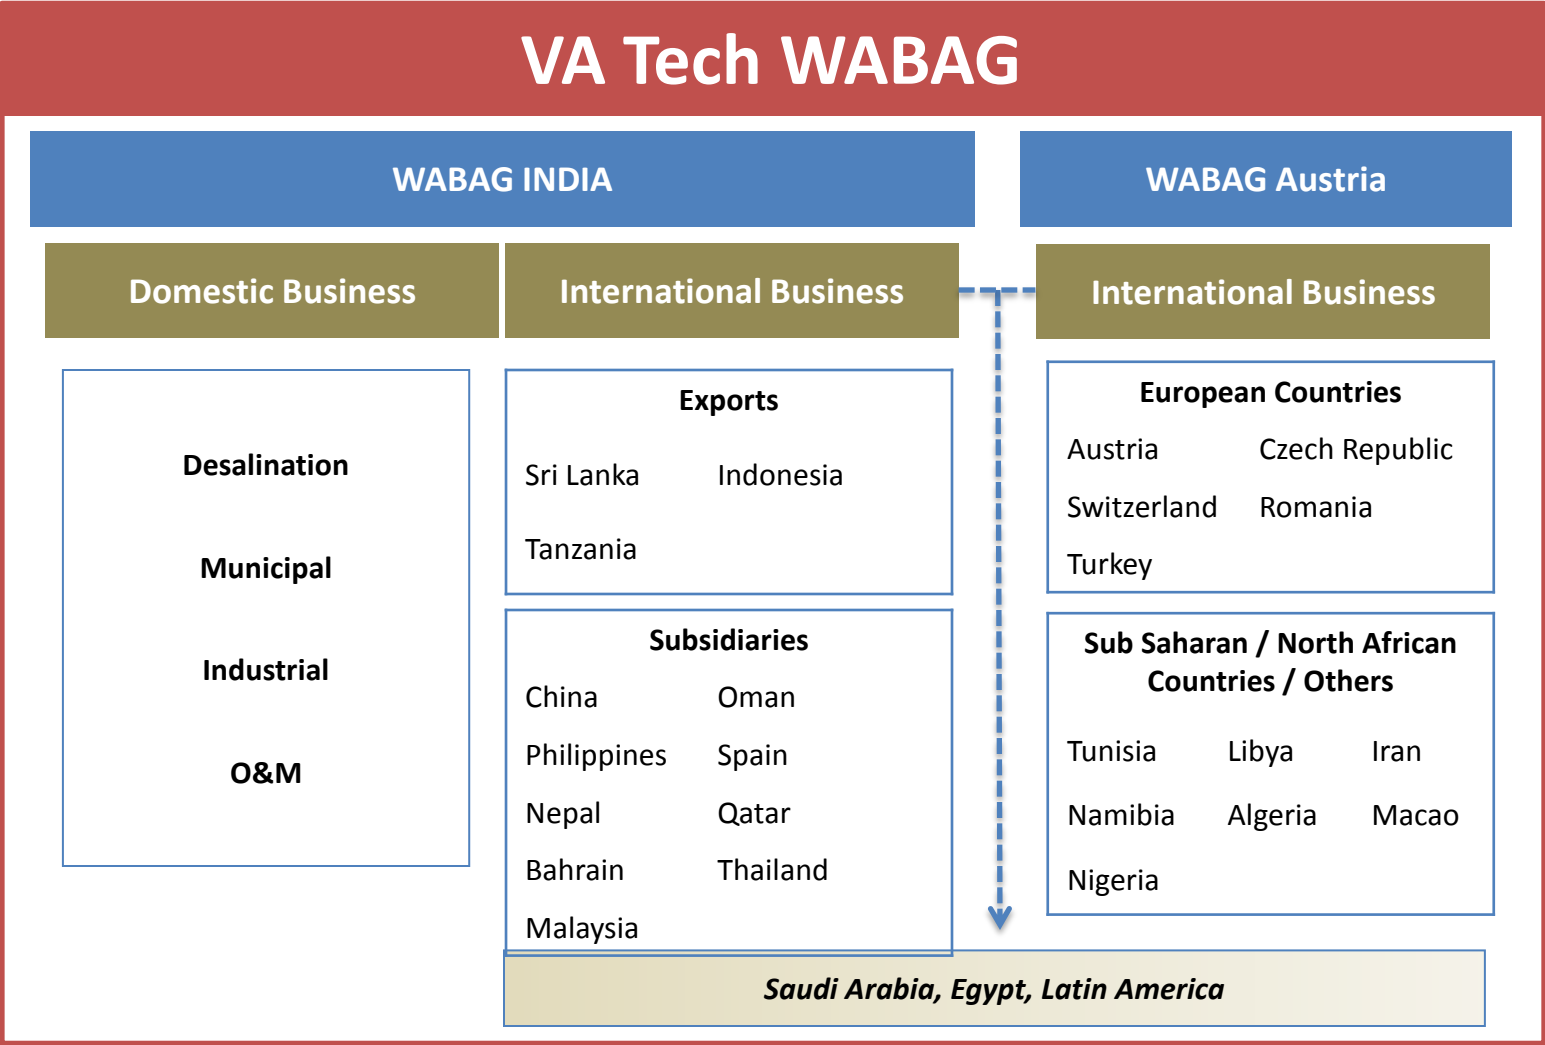 VA Tech WABAG
WABAG INDIA
WABAG Austria
Domestic Business
International Business
International Business
Desalination
Municipal
Industrial
O&M
Exports
Sri Lanka Indonesia
Tanzania
Subsidiaries
China Oman
Philippines Spain
Nepal Qatar
Bahrain Thailand
Malaysia
European Countries
Austria Czech Republic
Switzerland Romania
Turkey
Sub Saharan / North African
Countries / Others
Tunisia Libya Iran
Namibia Algeria Macao
Nigeria
Saudi Arabia, Egypt, Latin America